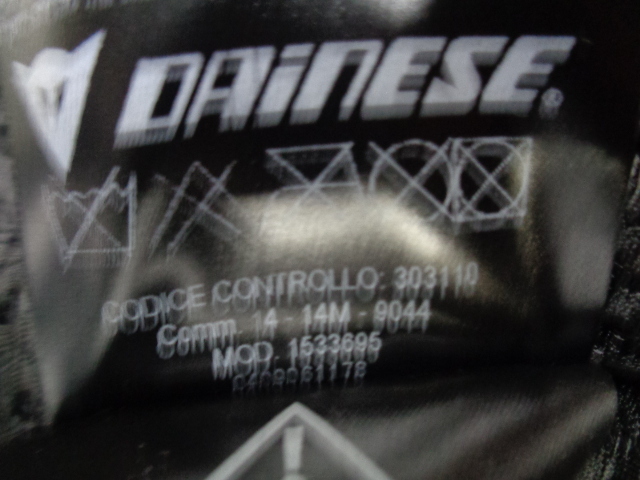 DAINESE®
CODICE CONTROLLO: 303110
Comm. 14 - 14M - 9044
MOD. 1533695